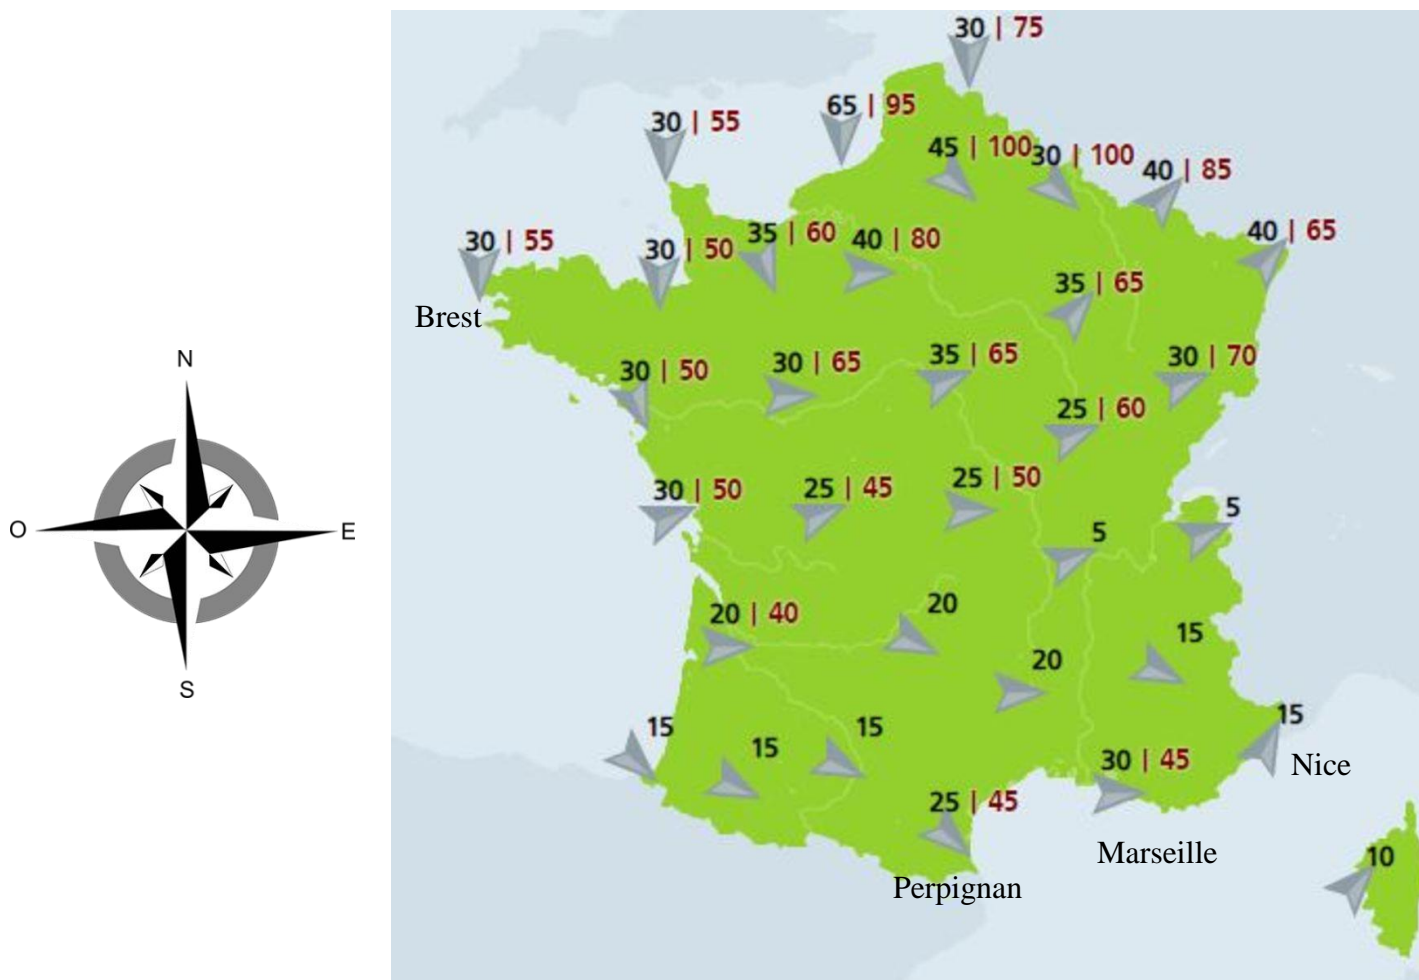 30 | 75
65 | 95
30 | 55
45 | 100
30 | 100
40 | 85
30 | 55
30 | 50
35 | 60
40 | 80
40 | 65
35 | 65
Brest
N
30 | 50
30 | 65
35 | 65
30 | 70
25 | 60
O
E
30 | 50
25 | 45
25 | 50
5
5
S
20 | 40
20
15
20
15
15
15
15
Nice
30 | 45
25 | 45
Marseille
10
Perpignan